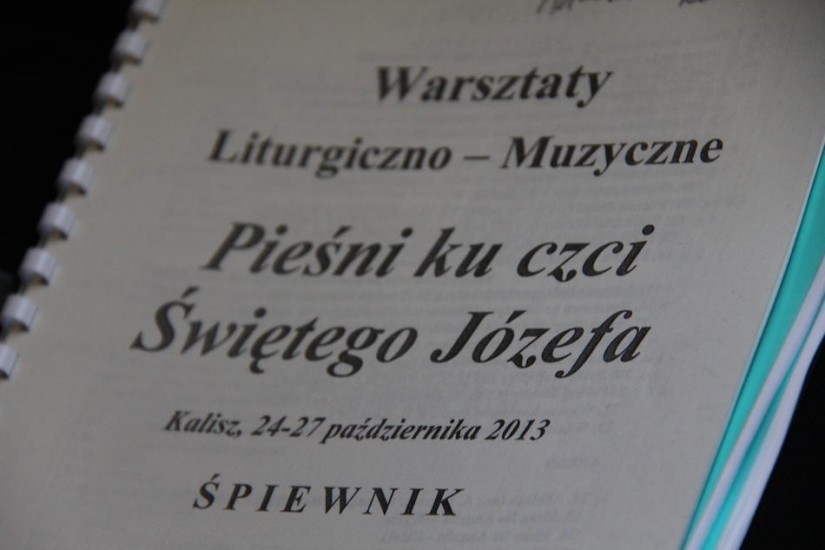 Warsztaty
Liturgiczno – Muzyczne
Pieśni ku czci
Świętego Józefa
Kalisz, 24-27 października 2013
ŚPIEWNIK